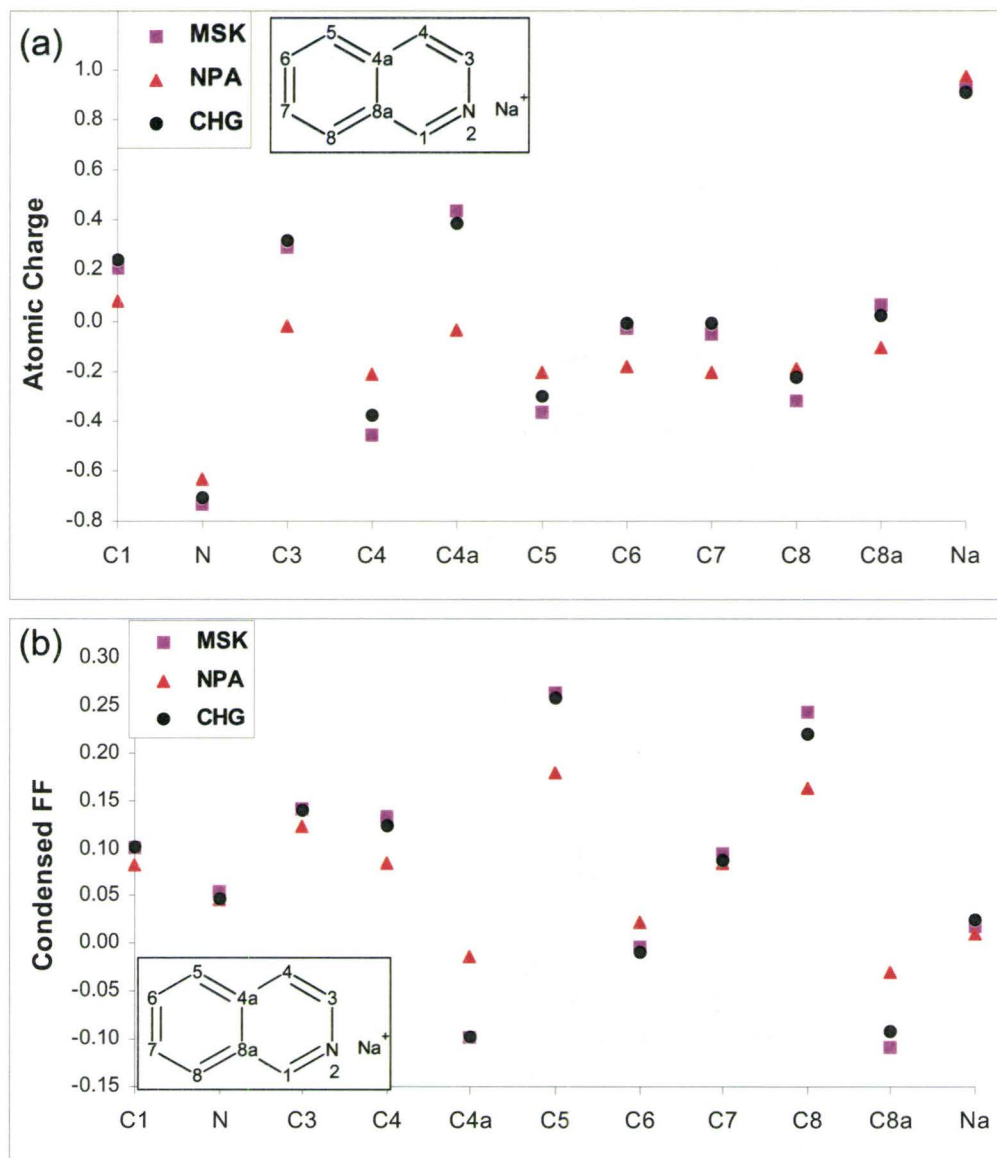 (a)
MSK
NPA
CHG
5 4
6 4a 3
7 8a N Na+
8 1 2
Atomic Charge
1.0
0.8
0.6
0.4
0.2
0.0
-0.2
-0.4
-0.6
-0.8
C1 N C3 C4 C4a C5 C6 C7 C8 C8a Na
(b)
MSK
NPA
CHG
Condensed FF
0.30
0.25
0.20
0.15
0.10
0.05
0.00
-0.05
-0.10
-0.15
5 4
6 4a 3
7 8a N Na+
8 1 2
C1 N C3 C4 C4a C5 C6 C7 C8 C8a Na